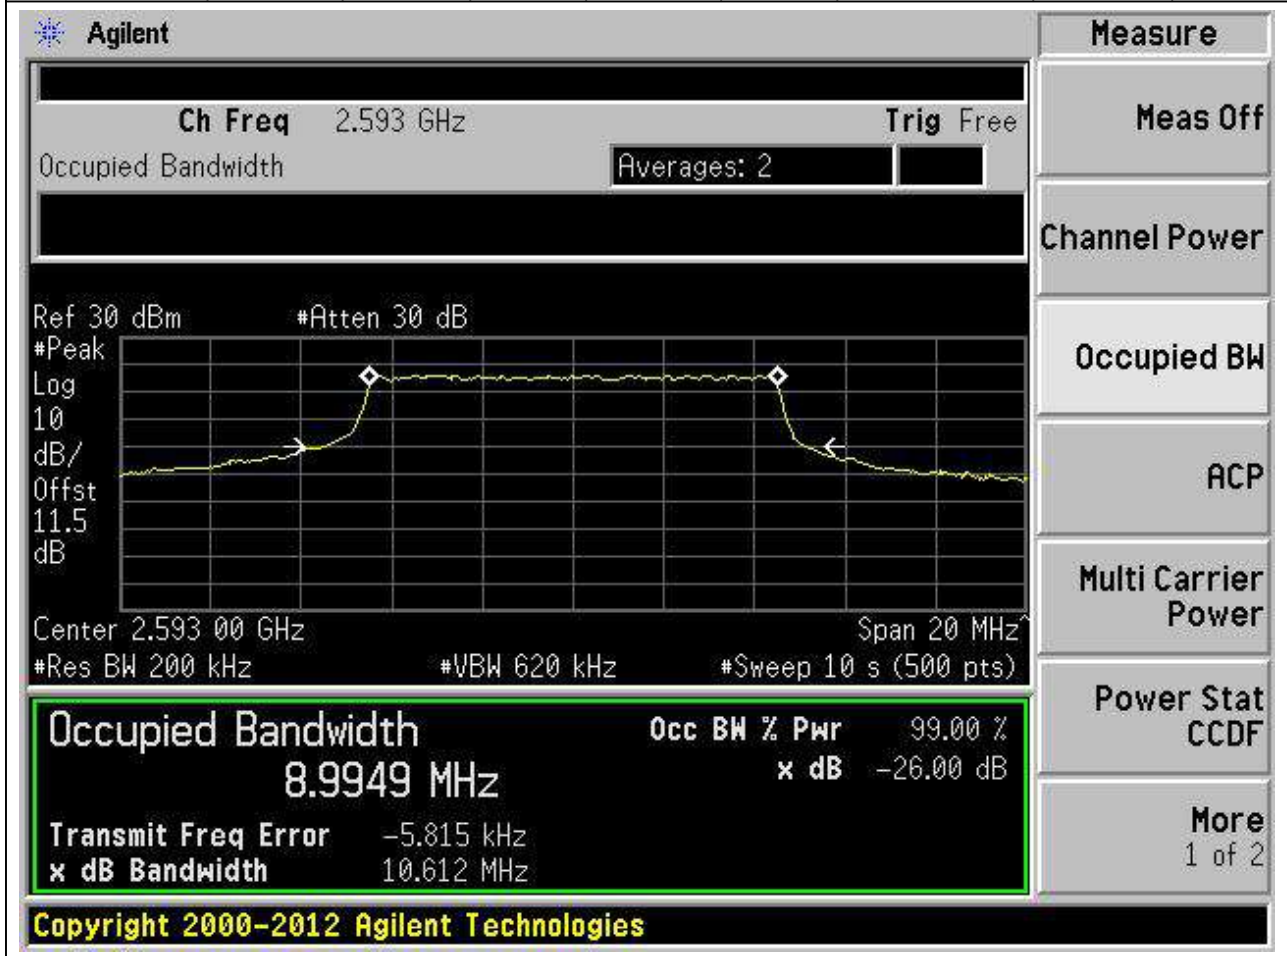 Agilent
Measure
Ch Freq 2.593 GHz Trig Free
Occupied Bandwidth Averages: 2
Meas Off
Channel Power
Occupied BW
ACP
Multi Carrier
Power
Power Stat
CCDF
More
1 of 2
Ref 30 dBm #Atten 30 dB
#Peak
Log
10
dB/
Offst
11.5
dB
Center 2.593 00 GHz Span 20 MHz^
#Res BW 200 kHz #VBW 620 kHz #Sweep 10 s (500 pts)
Occupied Bandwidth Occ BW % Pwr 99.00 %
8.9949 MHz x dB -26.00 dB
Transmit Freq Error -5.815 kHz
x dB Bandwidth 10.612 MHz
Copyright 2000-2012 Agilent Technologies